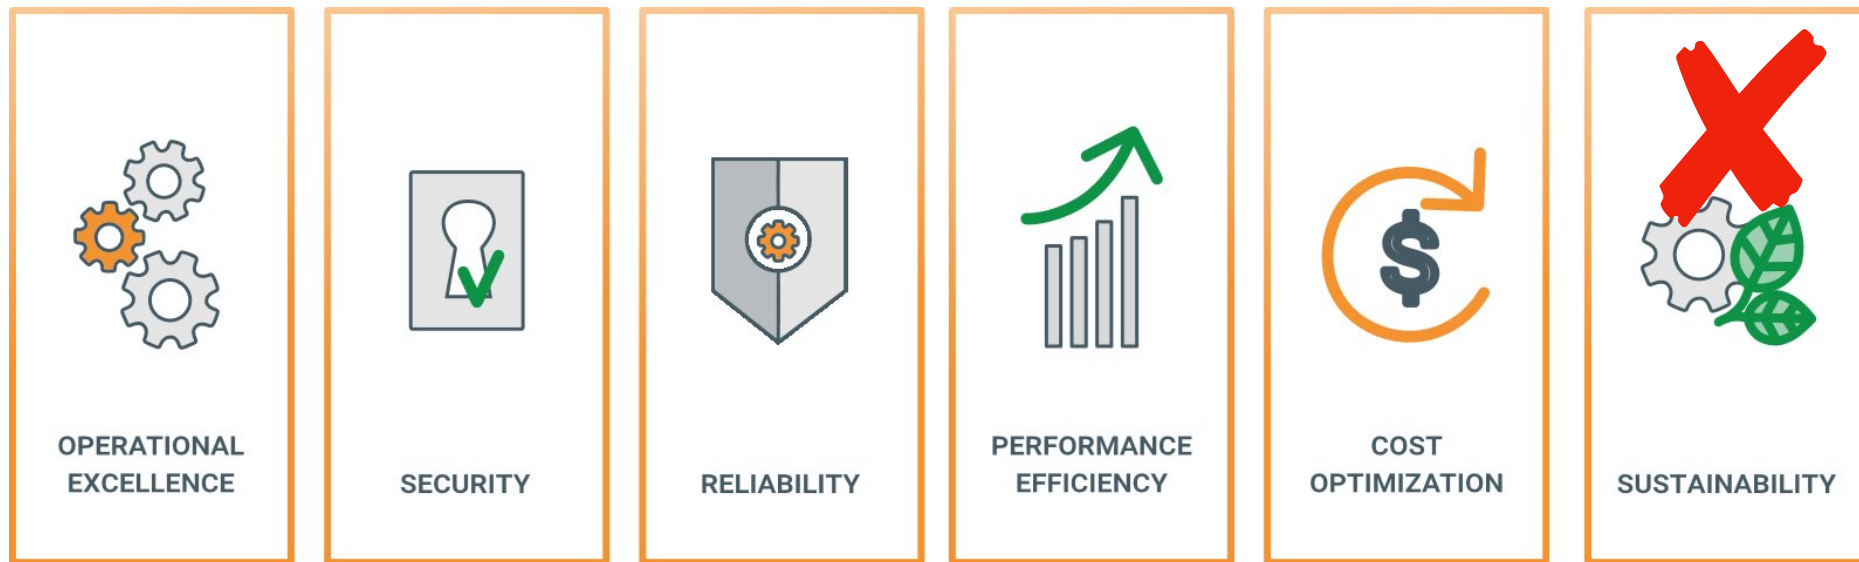 OPERATIONAL
EXCELLENCE
SECURITY
RELIABILITY
PERFORMANCE
EFFICIENCY
COST
OPTIMIZATION
SUSTAINABILITY